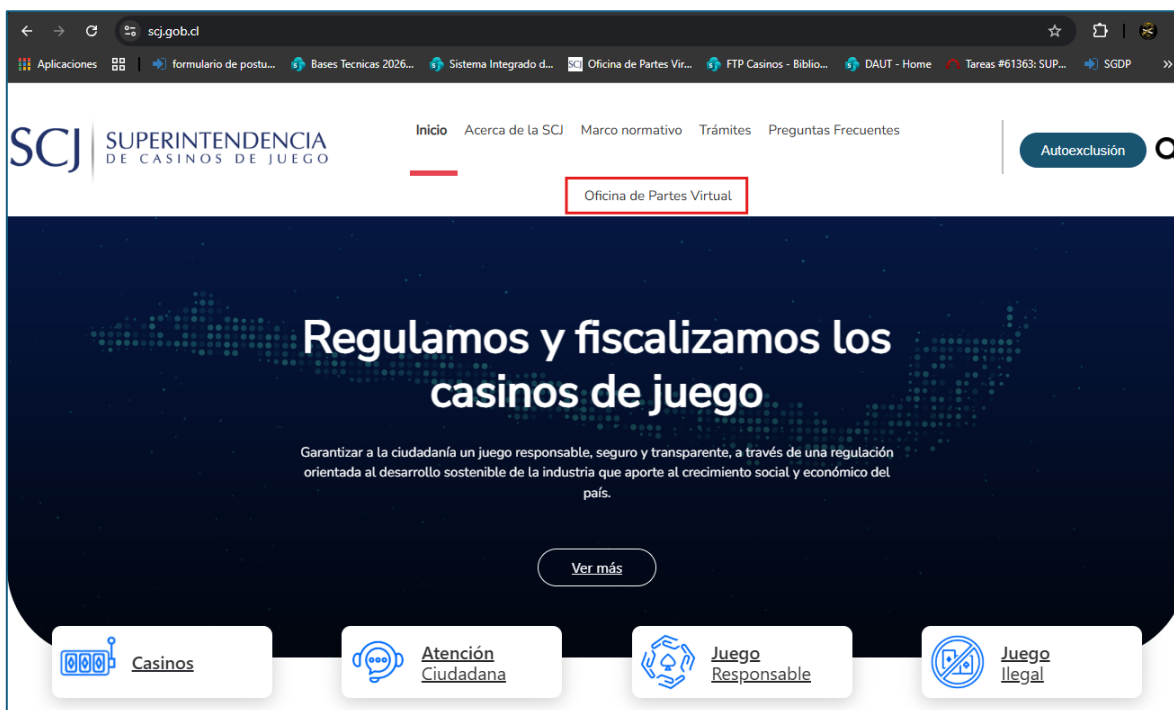 scj.gob.cl
Aplicaciones formulario de postu... Bases Tecnicas 2026... Sistema Integrado d... SCJ Oficina de Partes Vir... FTP Casinos - Biblio... DAUT - Home Tareas #61363: SUP... SGDP »
SCJ SUPERINTENDENCIA
DE CASINOS DE JUEGO
Inicio Acerca de la SCJ Marco normativo Trámites Preguntas Frecuentes
Autoexclusión
Oficina de Partes Virtual
Regulamos y fiscalizamos los
casinos de juego
Garantizar a la ciudadanía un juego responsable, seguro y transparente, a través de una regulación
orientada al desarrollo sostenible de la industria que aporte al crecimiento social y económico del
país.
Ver más
Casinos
Atención
Ciudadana
Juego
Responsable
Juego
Ilegal